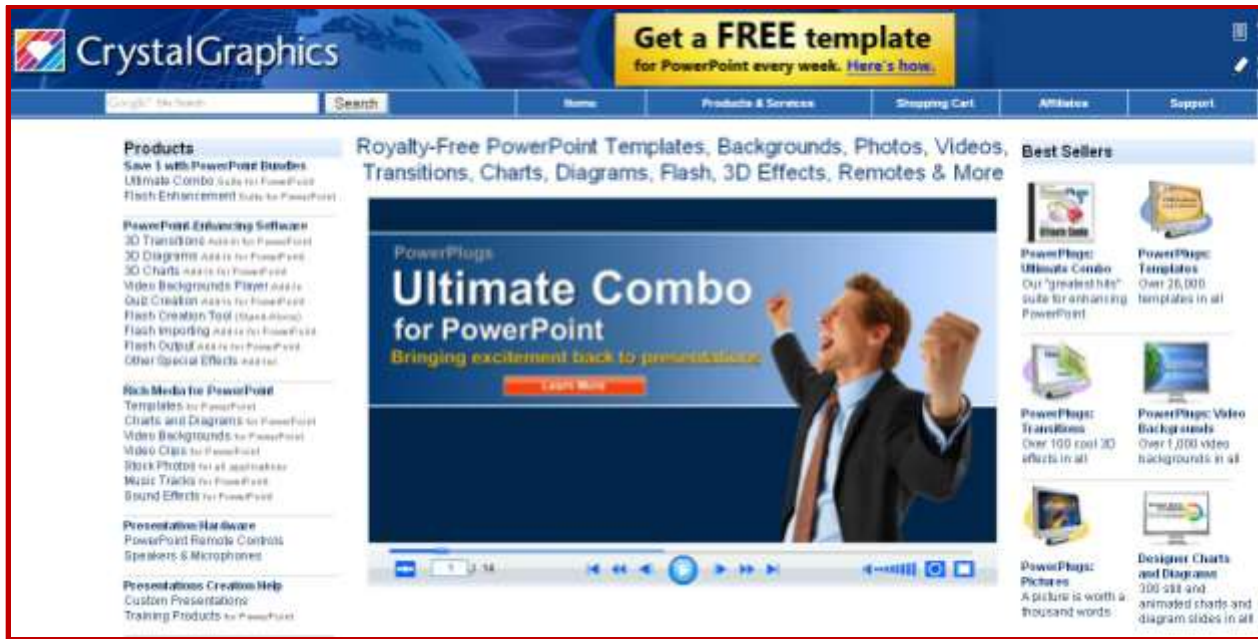 CrystalGraphics
Get a FREE template
for PowerPoint every week. Here's how.
Search
Home
Products & Services
Shopping Cart
Affiliates
Support
Products
Save $ with PowerPoint Bundles
Ultimate Combo Suite for PowerPoint
Flash Enhancement Suite for PowerPoint
PowerPoint Enhancing Software
3D Transitions Add-in for PowerPoint
3D Diagrams Add-in for PowerPoint
3D Charts Add-in for PowerPoint
Video Backgrounds Player Add-in
Quiz Creation Add-in for PowerPoint
Flash Creation Tool (Stand-Alone)
Flash Importing Add-in for PowerPoint
Flash Output Add-in for PowerPoint
Other Special Effects Add-ins
Rich Media for PowerPoint
Templates for PowerPoint
Charts and Diagrams for PowerPoint
Video Backgrounds for PowerPoint
Video Clips for PowerPoint
Stock Photos for all applications
Music Tracks for PowerPoint
Sound Effects for PowerPoint
Presentation Hardware
PowerPoint Remote Controls
Speakers & Microphones
Presentations Creation Help
Custom Presentations
Training Products for PowerPoint
Royalty-Free PowerPoint Templates, Backgrounds, Photos, Videos,
Transitions, Charts, Diagrams, Flash, 3D Effects, Remotes & More
PowerPlugs
Ultimate Combo
for PowerPoint
Bringing excitement back to presentations
Learn More
1 / 14
Best Sellers
Ultimate Combo
PowerPlugs:
Ultimate Combo
Our "greatest hits"
suite for enhancing
PowerPoint
PowerPlugs:
Templates
Over 26,000
templates in all
PowerPlugs:
Transitions
Over 100 cool 3D
effects in all
PowerPlugs: Video
Backgrounds
Over 1,000 video
backgrounds in all
PowerPlugs:
Pictures
A picture is worth a
thousand words
Designer Charts
and Diagrams
300 still and
animated charts and
diagram slides in all